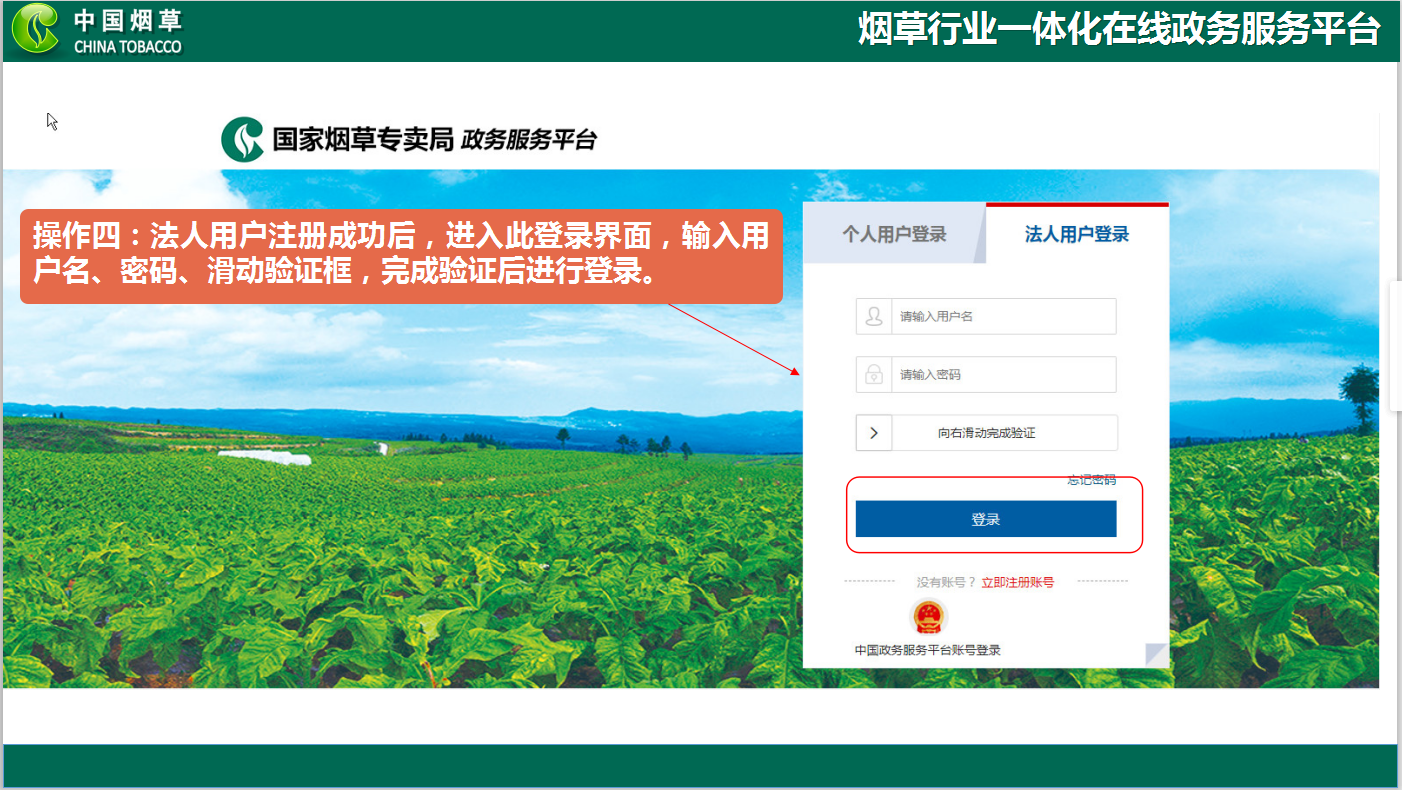 中国烟草
CHINA TOBACCO
烟草行业一体化在线政务服务平台
国家烟草专卖局 政务服务平台
操作四：法人用户注册成功后，进入此登录界面，输入用
户名、密码、滑动验证框，完成验证后进行登录。
个人用户登录
法人用户登录
请输入用户名
请输入密码
向右滑动完成验证
忘记密码
登录
没有账号？ 立即注册账号
中国政务服务平台账号登录